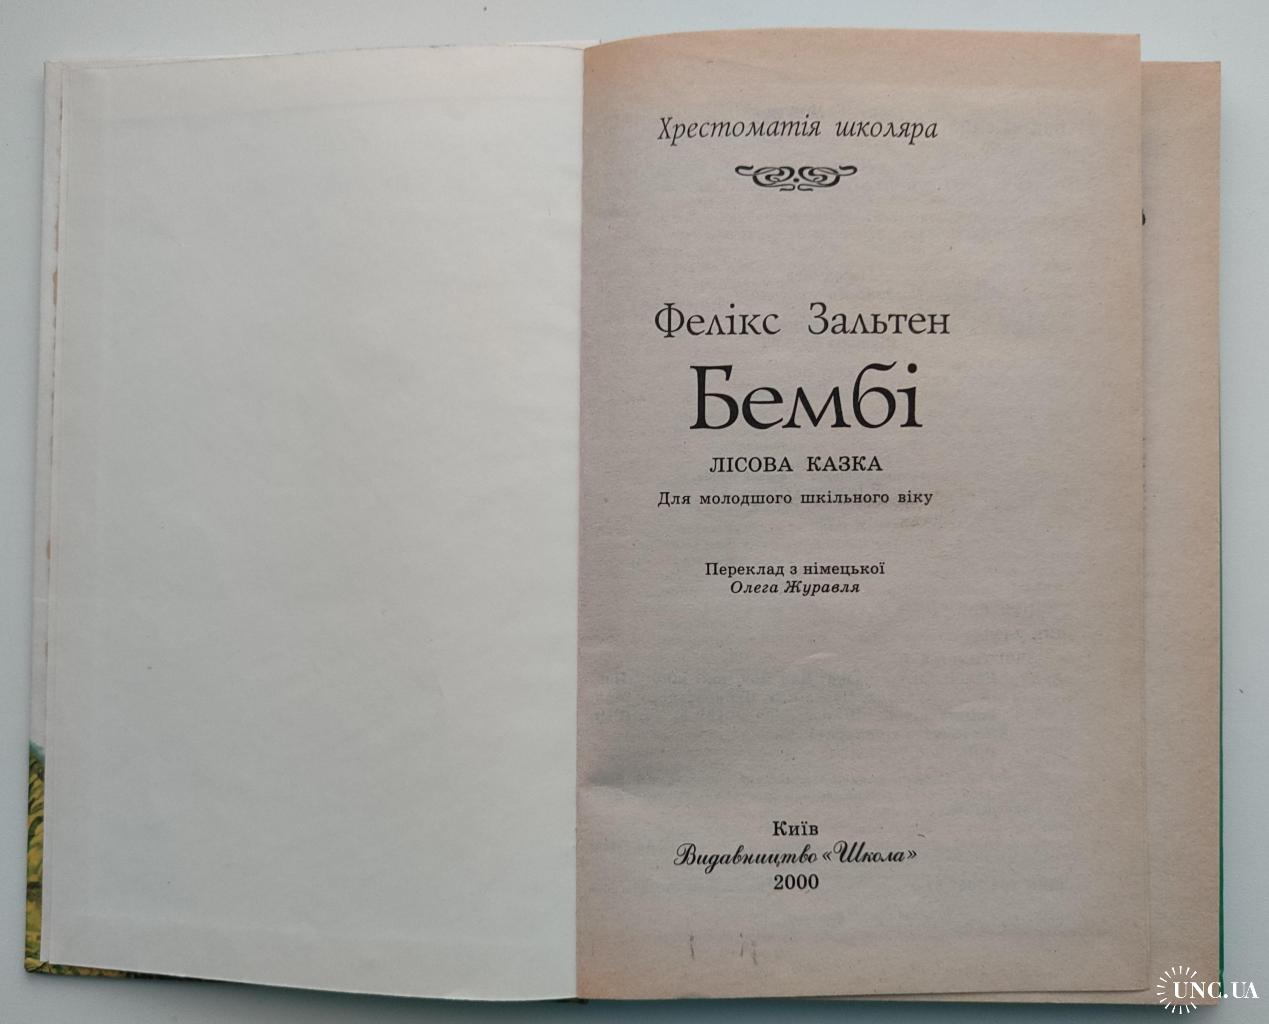 Хрестоматія школяра
Фелікс Зальтен
Бембі
ЛІСОВА КАЗКА
Для молодшого шкільного віку
Переклад з німецької
Олега Журавля
Київ
Видавництво «Школа»
2000
UNC.UA